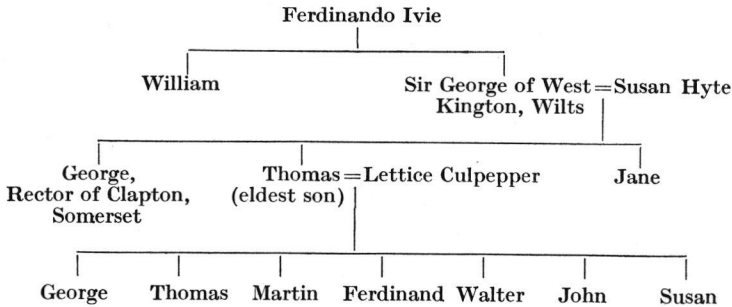 Ferdinando Ivie
William
Sir George of West=Susan Hyte
Kington, Wilts
George,
Rector of Clapton,
Somerset
Thomas=Lettice Culpepper
(eldest son)
Jane
George Thomas Martin Ferdinand Walter John Susan